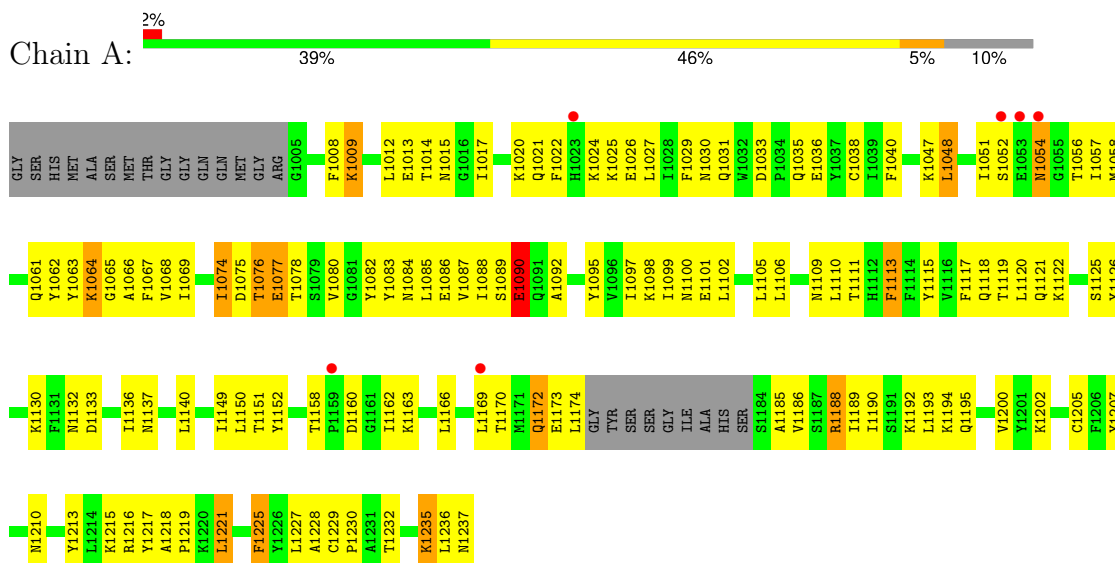 2%
Chain A:
39% 46% 5% 10%
GLY SER HIS MET ALA SER MET THR GLY GLY GLN GLN MET GLY ARG G1005 F1008 K1009 L1012 E1013 T1014 N1015 G1016 I1017 K1020 Q1021 F1022 H1023 K1024 K1025 E1026 L1027 I1028 F1029 N1030 Q1031 W1032 D1033 P1034 Q1035 E1036 Y1037 C1038 I1039 F1040 K1047 L1048 I1051 S1052 E1053 N1054 G1055 T1056 I1057 M1058
Q1061 Y1062 Y1063 K1064 G1065 A1066 F1067 V1068 I1069 I1074 D1075 T1076 E1077 T1078 S1079 V1080 G1081 Y1082 Y1083 N1084 L1085 E1086 V1087 I1088 S1089 E1090 Q1091 A1092 Y1095 V1096 I1097 K1098 I1099 N1100 E1101 L1102 L1105 L1106 N1109 L1110 T1111 H1112 F1113 F1114 Y1115 V1116 F1117 Q1118 T1119 L1120 Q1121 K1122 S1125 Y1126
K1130 F1131 N1132 D1133 I1136 N1137 L1140 I1149 L1150 T1151 Y1152 T1158 P1159 D1160 G1161 I1162 K1163 L1166 L1169 T1170 M1171 Q1172 E1173 L1174 GLY TYR SER SER GLY ILE ALA HIS SER S1184 A1185 V1186 S1187 R1188 I1189 I1190 S1191 K1192 L1193 K1194 Q1195 V1200 Y1201 K1202 C1205 F1206 Y1207
N1210 Y1213 L1214 K1215 R1216 Y1217 A1218 P1219 K1220 L1221 F1225 Y1226 L1227 A1228 C1229 P1230 A1231 T1232 K1235 L1236 N1237